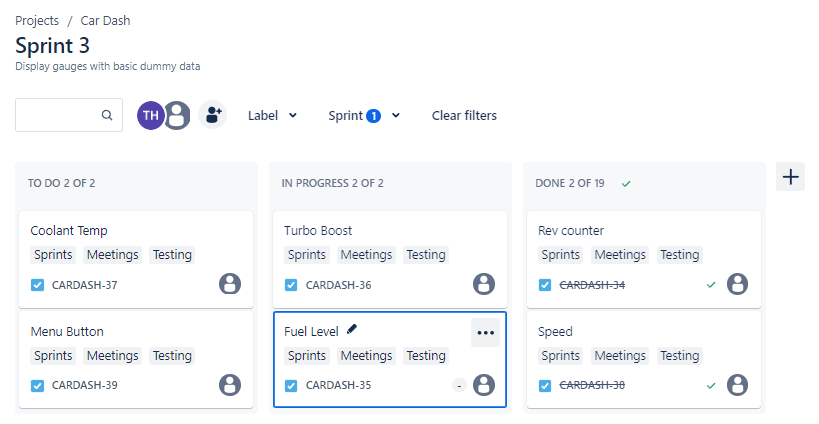 Projects / Car Dash
Sprint 3
Display gauges with basic dummy data
TH
Label
Sprint 1
Clear filters
TO DO 2 OF 2
Coolant Temp
Sprints Meetings Testing
CARDASH-37
Menu Button
Sprints Meetings Testing
CARDASH-39
IN PROGRESS 2 OF 2
Turbo Boost
Sprints Meetings Testing
CARDASH-36
Fuel Level
Sprints Meetings Testing
CARDASH-35 -
DONE 2 OF 19
Rev counter
Sprints Meetings Testing
CARDASH-34
Speed
Sprints Meetings Testing
CARDASH-38